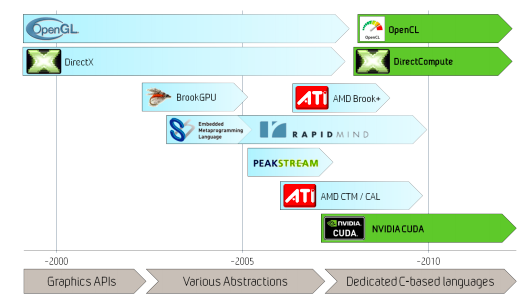 OpenGL
OpenCL
OpenCL
DirectX
DirectCompute
BrookGPU
ATI AMD Brook+
Embedded
Metaprogramming
Language
RAPIDMIND
PEAKSTREAM
ATI AMD CTM / CAL
NVIDIA
CUDA
NVIDIA CUDA
~2000
~2005
~2010
Graphics APIs
Various Abstractions
Dedicated C-based languages